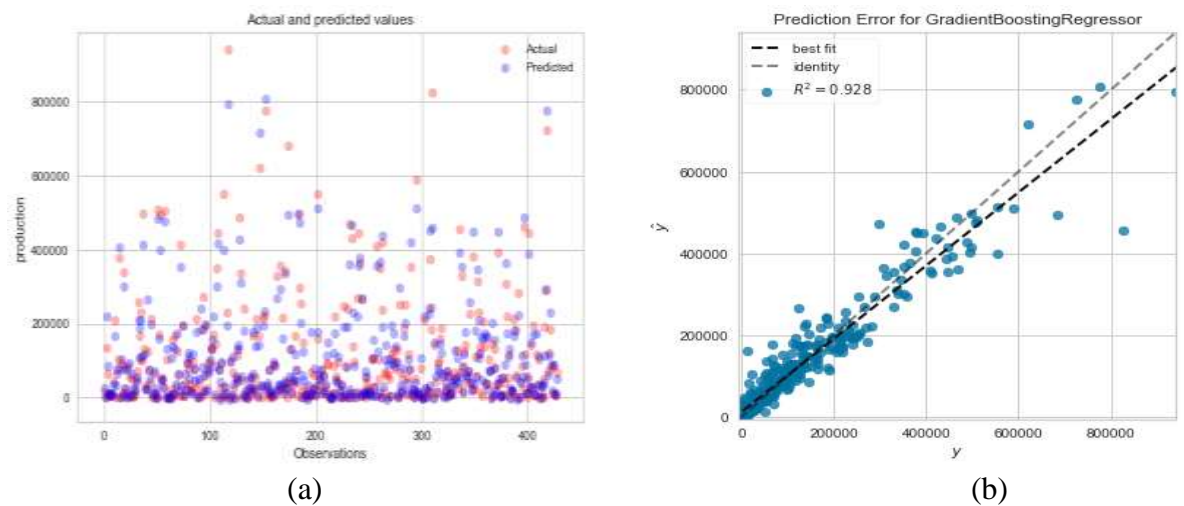 Actual and predicted values
Actual
Predicted
800000
600000
400000
200000
0
production
0 100 200 300 400
Observations
(a)
Prediction Error for GradientBoostingRegressor
best fit
identity
R² = 0.928
800000
600000
400000
200000
0
ŷ
0 200000 400000 600000 800000
y
(b)